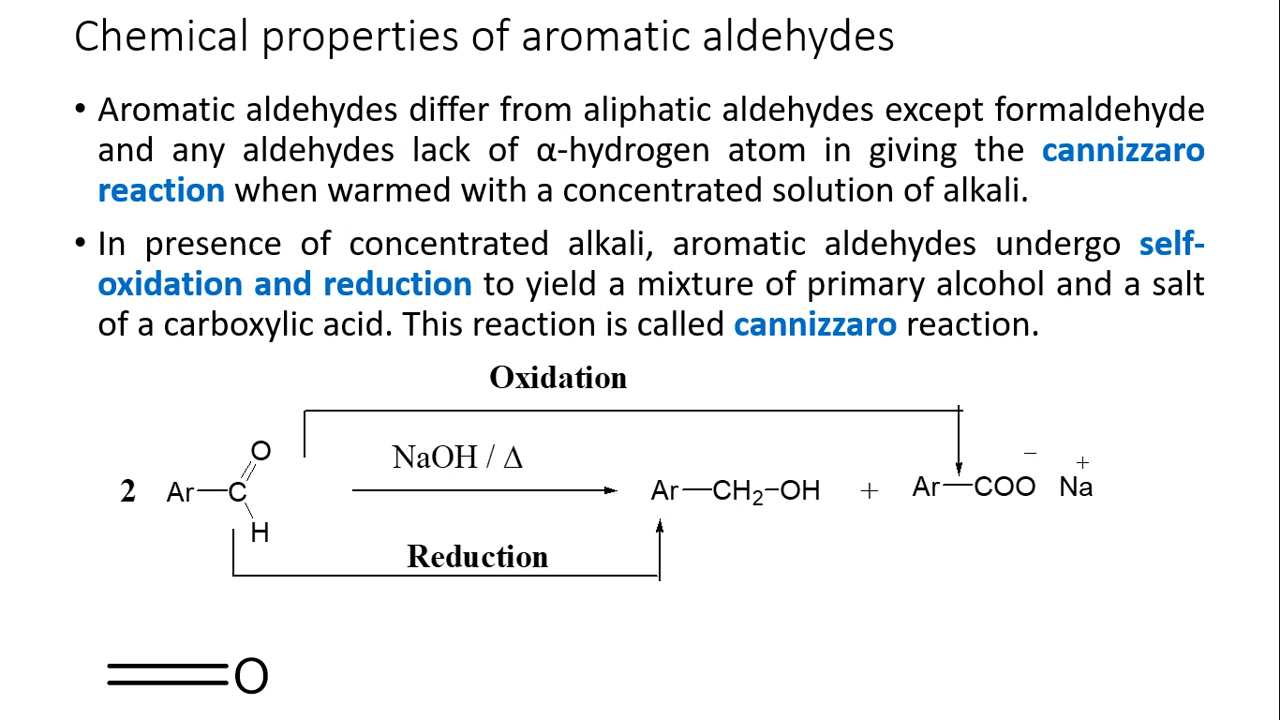 Chemical properties of aromatic aldehydes
• Aromatic aldehydes differ from aliphatic aldehydes except formaldehyde
and any aldehydes lack of α-hydrogen atom in giving the cannizzaro
reaction when warmed with a concentrated solution of alkali.
• In presence of concentrated alkali, aromatic aldehydes undergo self-
oxidation and reduction to yield a mixture of primary alcohol and a salt
of a carboxylic acid. This reaction is called cannizzaro reaction.
Oxidation
O
NaOH / Δ
2 Ar—C
H
Ar—CH₂-OH + Ar—COO⁻ Na⁺
Reduction
O